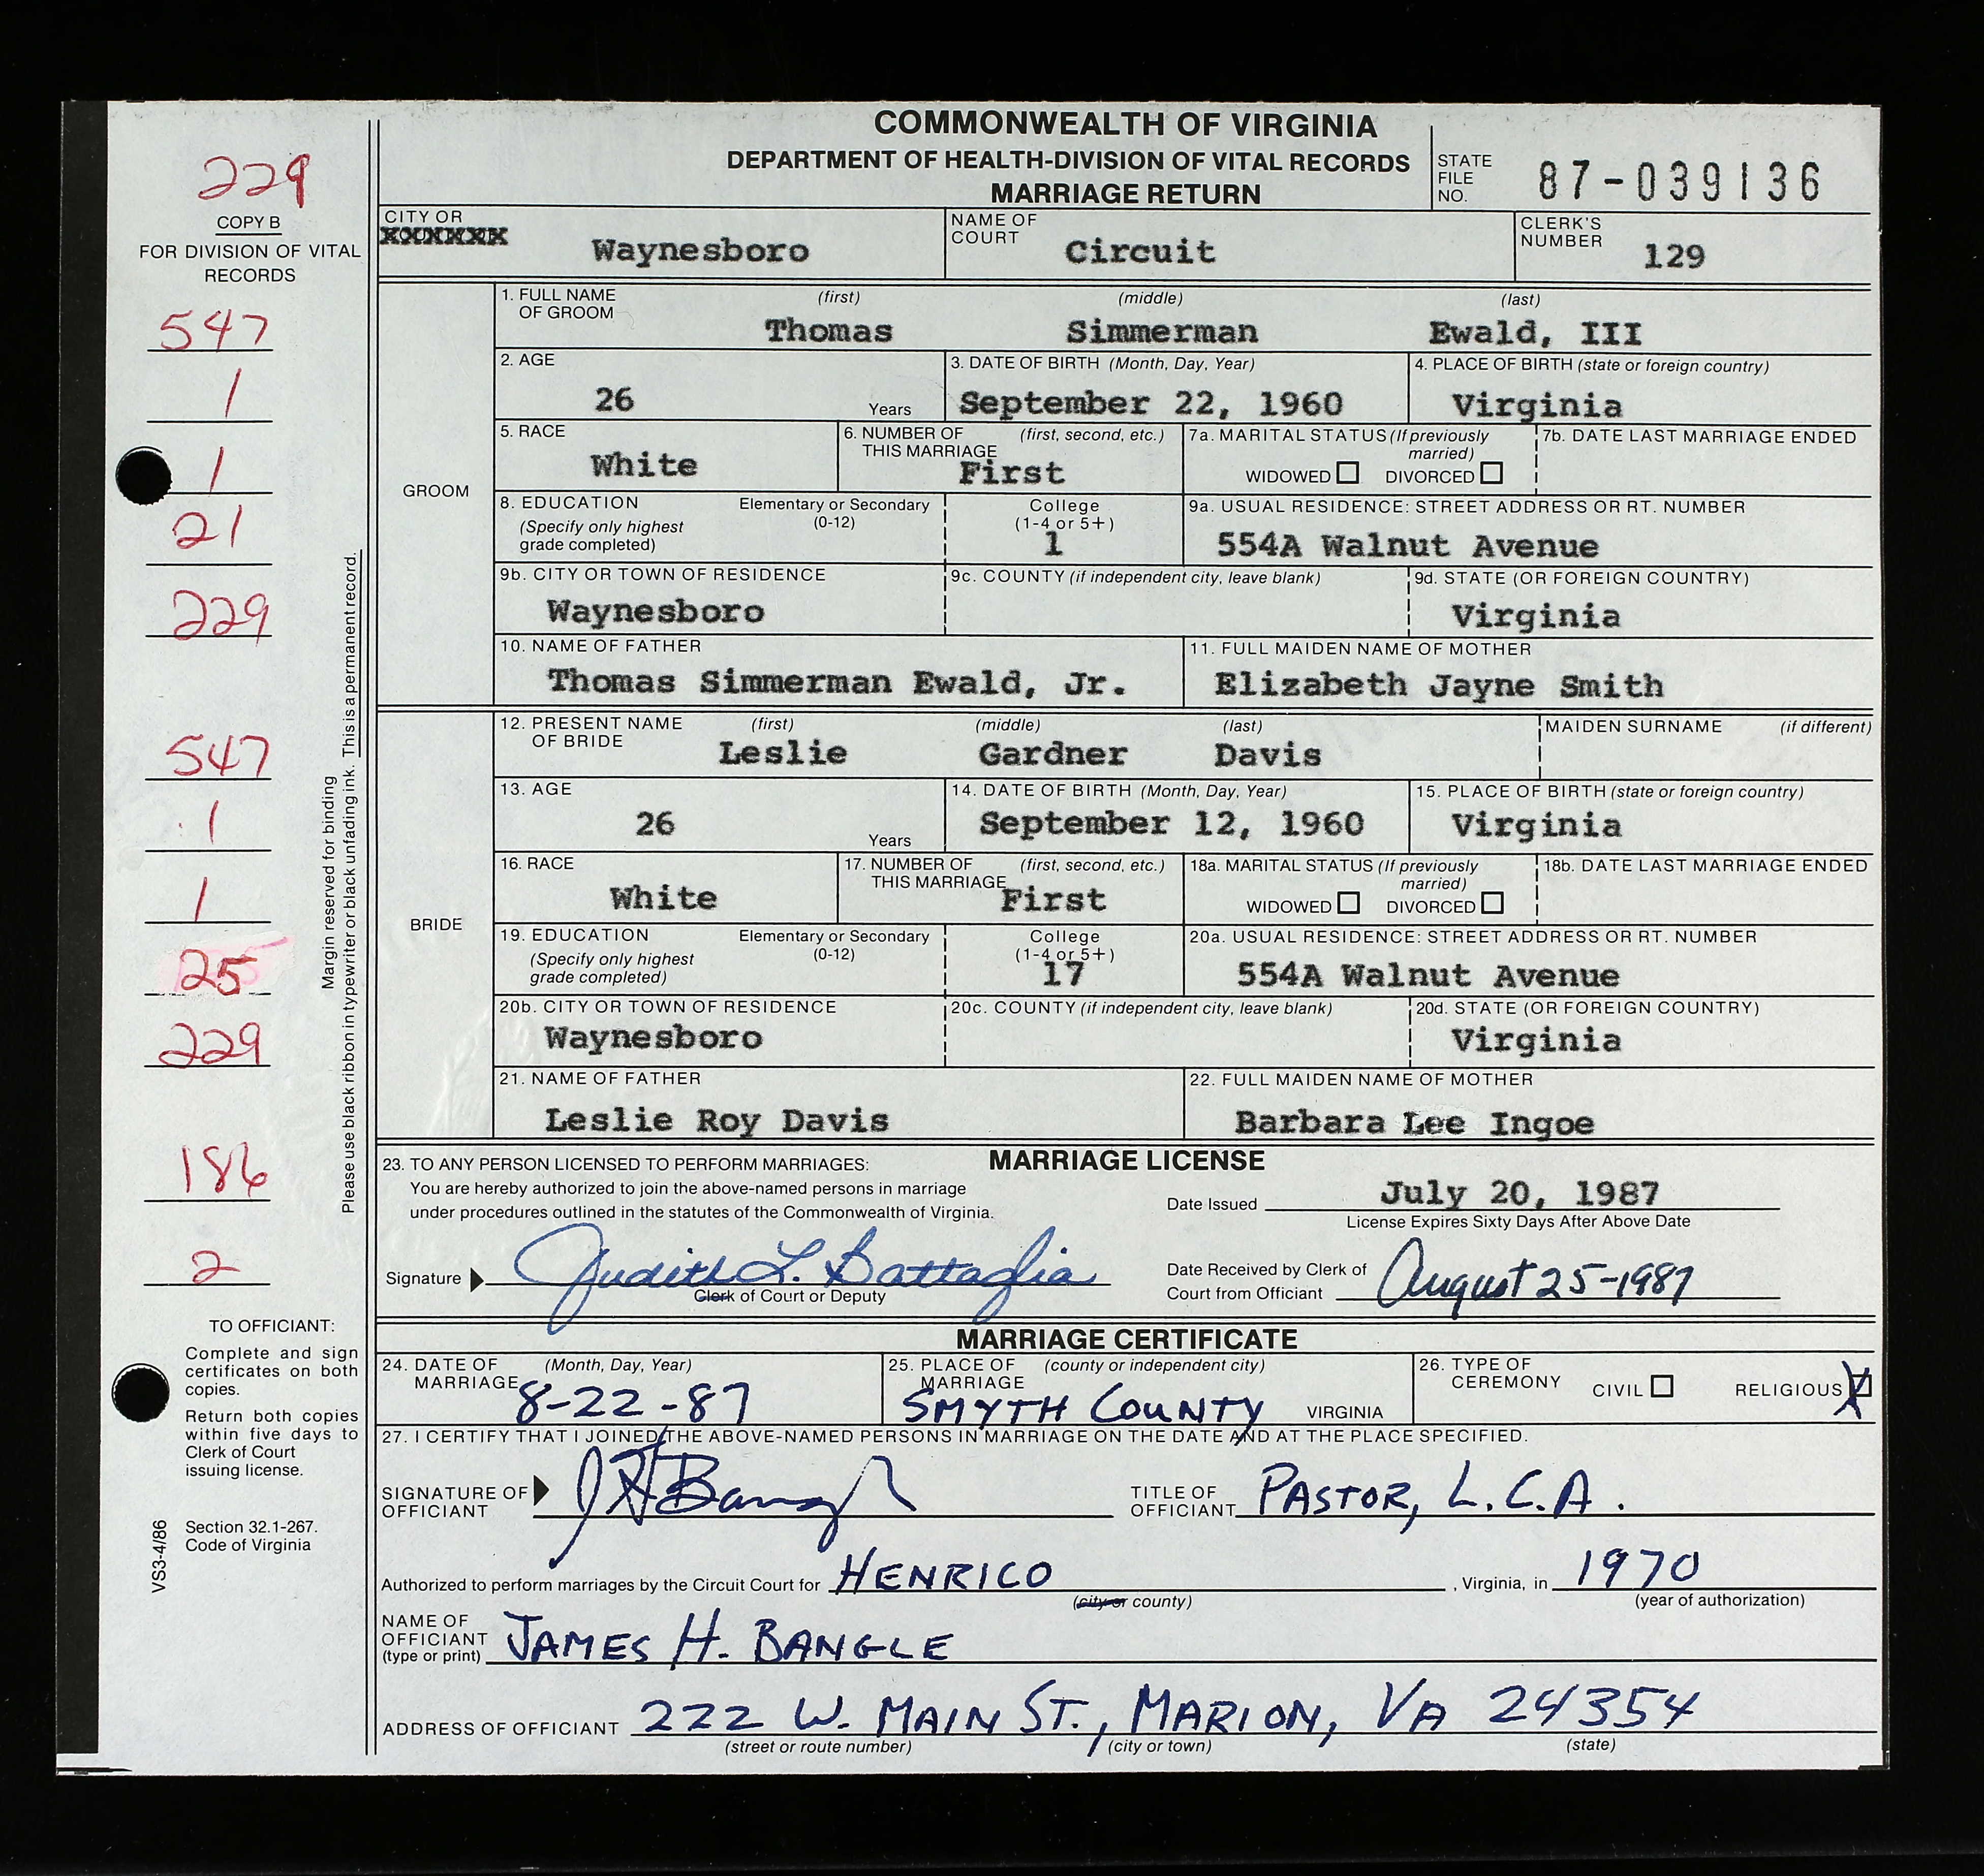 COMMONWEALTH OF VIRGINIA
DEPARTMENT OF HEALTH-DIVISION OF VITAL RECORDS
MARRIAGE RETURN
STATE FILE NO. 87-039136
229
COPY B
FOR DIVISION OF VITAL
RECORDS
547
1
1
21
229
547
1
1
25
229
186
2
Margin reserved for binding
Please use black ribbon in typewriter or black unfading ink. This is a permanent record.
TO OFFICIANT:
Complete and sign
certificates on both
copies.
Return both copies
within five days to
Clerk of Court
issuing license.
Section 32.1-267.
Code of Virginia
VS3-4/86
CITY OR XXXXXXX Waynesboro
NAME OF COURT Circuit
CLERK'S NUMBER 129
GROOM
1. FULL NAME OF GROOM (first) Thomas (middle) Simmerman (last) Ewald, III
2. AGE 26 Years
3. DATE OF BIRTH (Month, Day, Year) September 22, 1960
4. PLACE OF BIRTH (state or foreign country) Virginia
5. RACE White
6. NUMBER OF THIS MARRIAGE (first, second, etc.) First
7a. MARITAL STATUS (If previously married) WIDOWED DIVORCED
7b. DATE LAST MARRIAGE ENDED
8. EDUCATION (Specify only highest grade completed) Elementary or Secondary (0-12) College (1-4 or 5+) 1
9a. USUAL RESIDENCE: STREET ADDRESS OR RT. NUMBER 554A Walnut Avenue
9b. CITY OR TOWN OF RESIDENCE Waynesboro
9c. COUNTY (if independent city, leave blank)
9d. STATE (OR FOREIGN COUNTRY) Virginia
10. NAME OF FATHER Thomas Simmerman Ewald, Jr.
11. FULL MAIDEN NAME OF MOTHER Elizabeth Jayne Smith
BRIDE
12. PRESENT NAME OF BRIDE (first) Leslie (middle) Gardner (last) Davis MAIDEN SURNAME (if different)
13. AGE 26 Years
14. DATE OF BIRTH (Month, Day, Year) September 12, 1960
15. PLACE OF BIRTH (state or foreign country) Virginia
16. RACE White
17. NUMBER OF THIS MARRIAGE (first, second, etc.) First
18a. MARITAL STATUS (If previously married) WIDOWED DIVORCED
18b. DATE LAST MARRIAGE ENDED
19. EDUCATION (Specify only highest grade completed) Elementary or Secondary (0-12) College (1-4 or 5+) 17
20a. USUAL RESIDENCE: STREET ADDRESS OR RT. NUMBER 554A Walnut Avenue
20b. CITY OR TOWN OF RESIDENCE Waynesboro
20c. COUNTY (if independent city, leave blank)
20d. STATE (OR FOREIGN COUNTRY) Virginia
21. NAME OF FATHER Leslie Roy Davis
22. FULL MAIDEN NAME OF MOTHER Barbara Lee Ingoe
MARRIAGE LICENSE
23. TO ANY PERSON LICENSED TO PERFORM MARRIAGES:
You are hereby authorized to join the above-named persons in marriage
under procedures outlined in the statutes of the Commonwealth of Virginia.
Date Issued July 20, 1987
License Expires Sixty Days After Above Date
Signature Judith L. Battaglia
Clerk of Court or Deputy
Date Received by Clerk of Court from Officiant August 25-1987
MARRIAGE CERTIFICATE
24. DATE OF MARRIAGE (Month, Day, Year) 8-22-87
25. PLACE OF MARRIAGE (county or independent city) SMYTH COUNTY VIRGINIA
26. TYPE OF CEREMONY CIVIL RELIGIOUS X
27. I CERTIFY THAT I JOINED THE ABOVE-NAMED PERSONS IN MARRIAGE ON THE DATE AND AT THE PLACE SPECIFIED.
SIGNATURE OF OFFICIANT J H Bangle
TITLE OF OFFICIANT PASTOR, L.C.A.
Authorized to perform marriages by the Circuit Court for HENRICO, Virginia, in 1970
(city or county) (year of authorization)
NAME OF OFFICIANT (type or print) JAMES H. BANGLE
ADDRESS OF OFFICIANT 222 W. MAIN ST., MARION, VA 24354
(street or route number) (city or town) (state)